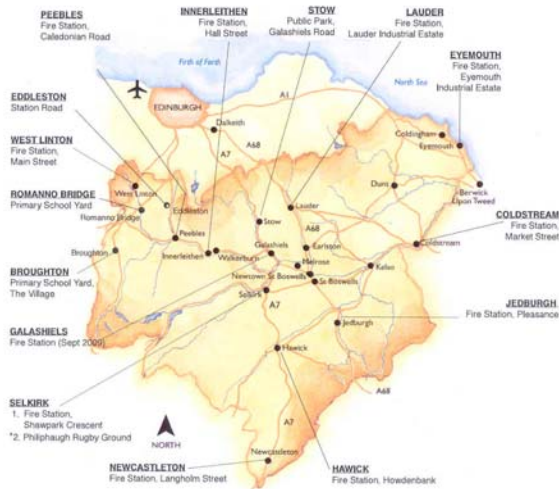 PEEBLES
Fire Station,
Caledonian Road
INNERLEITHEN
Fire Station,
Hall Street
STOW
Public Park,
Galashiels Road
LAUDER
Fire Station,
Lauder Industrial Estate
EYEMOUTH
Fire Station,
Eyemouth
Industrial Estate
EDDLESTON
Station Road
WEST LINTON
Fire Station,
Main Street
ROMANNO BRIDGE
Primary School Yard
BROUGHTON
Primary School Yard,
The Village
GALASHIELS
Fire Station (Sept 2009)
SELKIRK
1. Fire Station,
Shawpark Crescent
*2. Philiphaugh Rugby Ground
NEWCASTLETON
Fire Station, Langholm Street
HAWICK
Fire Station, Howdenbank
JEDBURGH
Fire Station, Pleasance
COLDSTREAM
Fire Station,
Market Street
NORTH
Firth of Forth
North Sea
EDINBURGH
A1
Dalkeith
A7
A68
Coldingham
Eyemouth
Berwick
Upon Tweed
Duns
West Linton
Romanno Bridge
Eddleston
Lauder
Stow
Peebles
Broughton
Innerleithen
Walkerburn
Galashiels
A68
Earlston
Melrose
Newtown St Boswells
St Boswells
Kelso
Coldstream
Selkirk
A7
Jedburgh
Hawick
A68
A7
Newcastleton